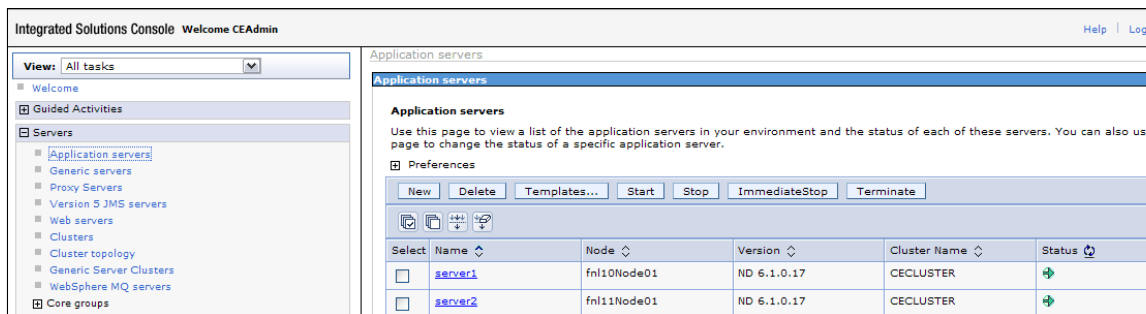 Integrated Solutions Console Welcome CEAdmin
Help
View: All tasks
Welcome
Guided Activities
Servers
Application servers
Generic servers
Proxy Servers
Version 5 JMS servers
Web servers
Clusters
Cluster topology
Generic Server Clusters
WebSphere MQ servers
Core groups
Application servers
Application servers
Application servers
Use this page to view a list of the application servers in your environment and the status of each of these servers. You can also us
page to change the status of a specific application server.
Preferences
New Delete Templates... Start Stop ImmediateStop Terminate
Select Name Node Version Cluster Name Status
server1 fnl10Node01 ND 6.1.0.17 CECLUSTER
server2 fnl11Node01 ND 6.1.0.17 CECLUSTER